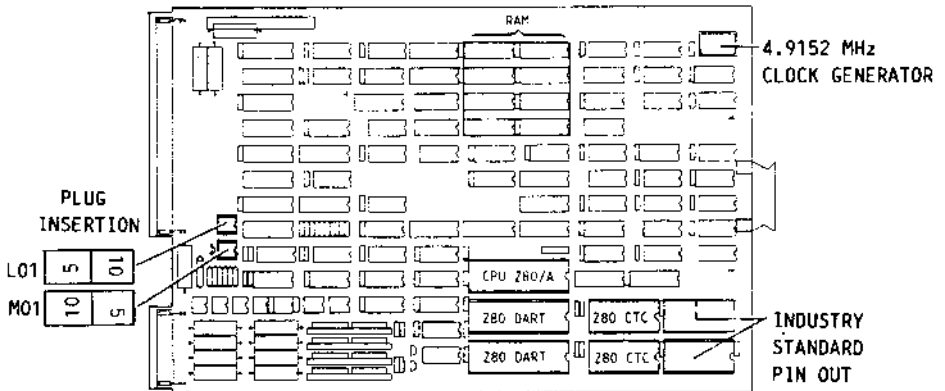 RAM
4.9152 MHz
CLOCK GENERATOR
PLUG
INSERTION
L01 5 10
M01 10 5
CPU Z80/A
Z80 DART Z80 CTC
Z80 DART Z80 CTC
INDUSTRY
STANDARD
PIN OUT